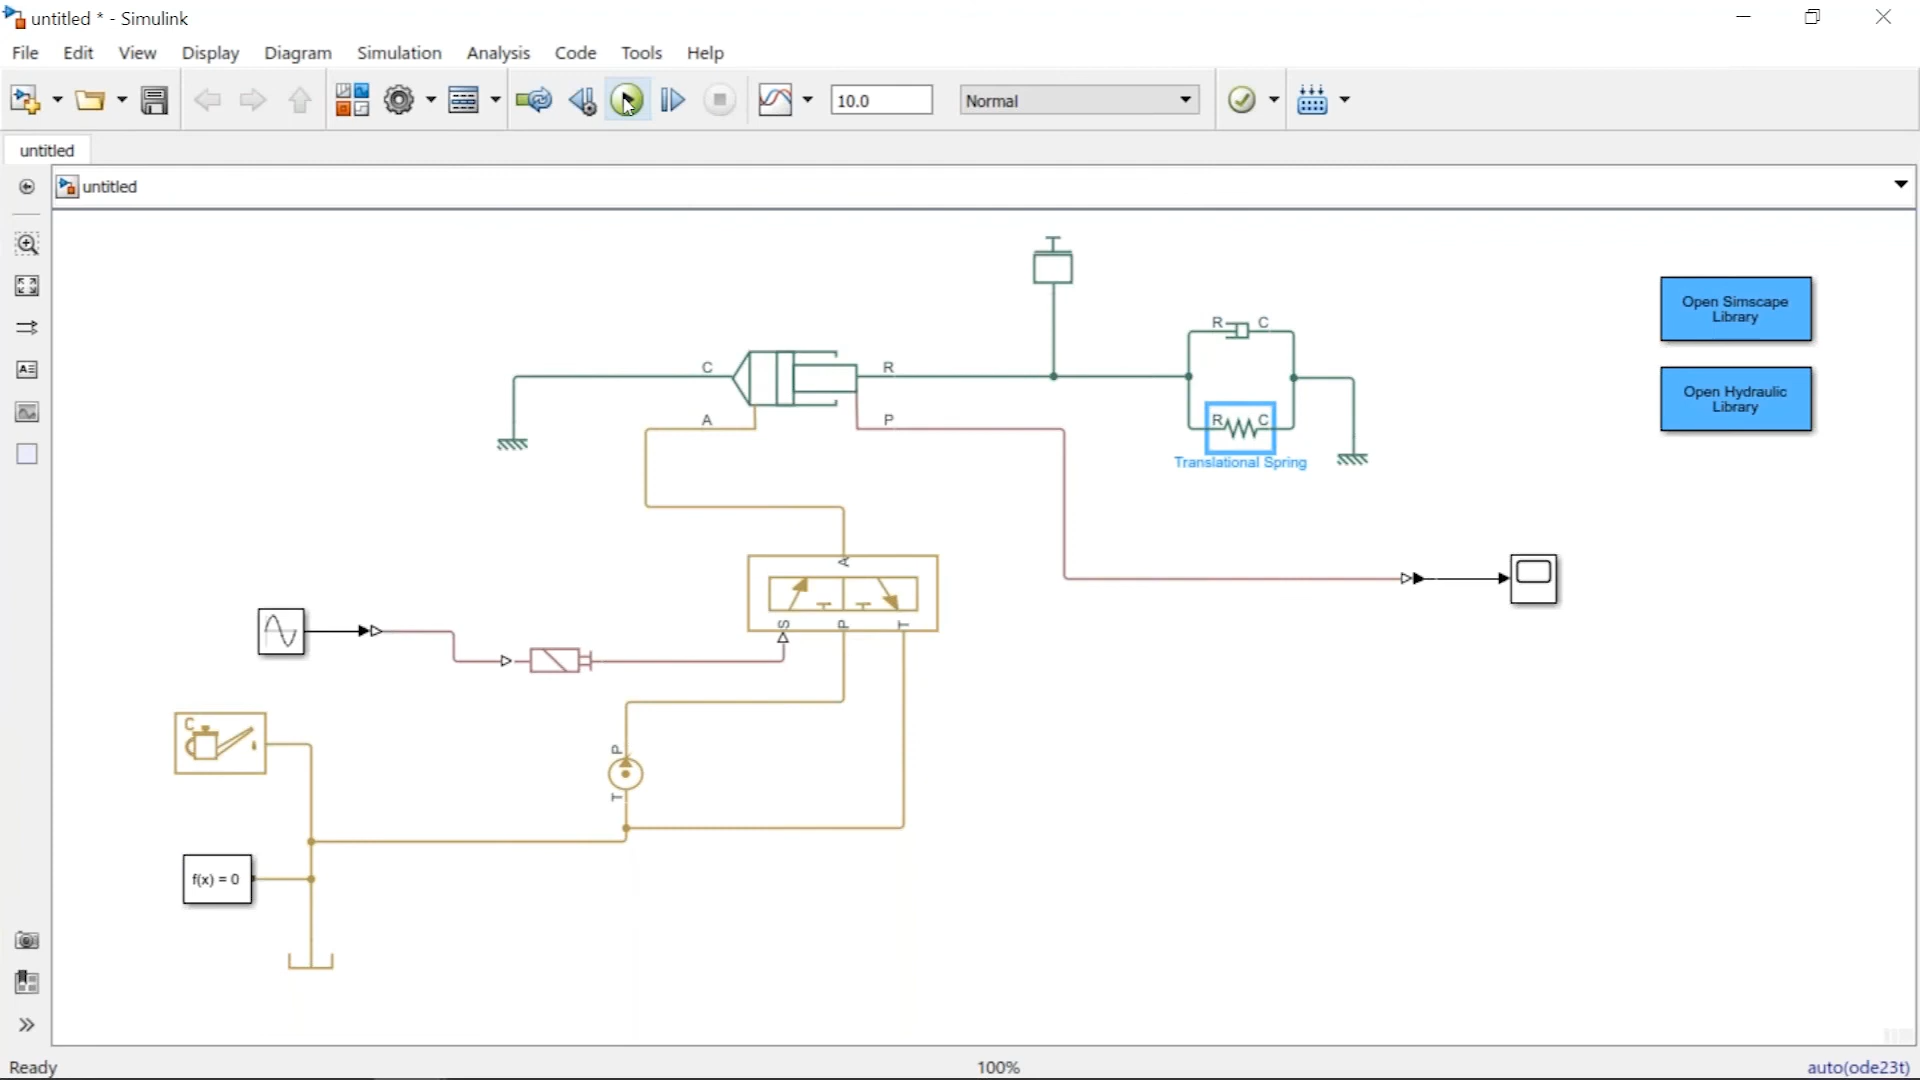 untitled * - Simulink
File Edit View Display Diagram Simulation Analysis Code Tools Help
10.0 Normal
untitled
untitled
Open Simscape
Library
R C
C R
Open Hydraulic
Library
A P
R C
Translational Spring
A
S P T
C
P
T
f(x) = 0
Ready 100% auto(ode23t)